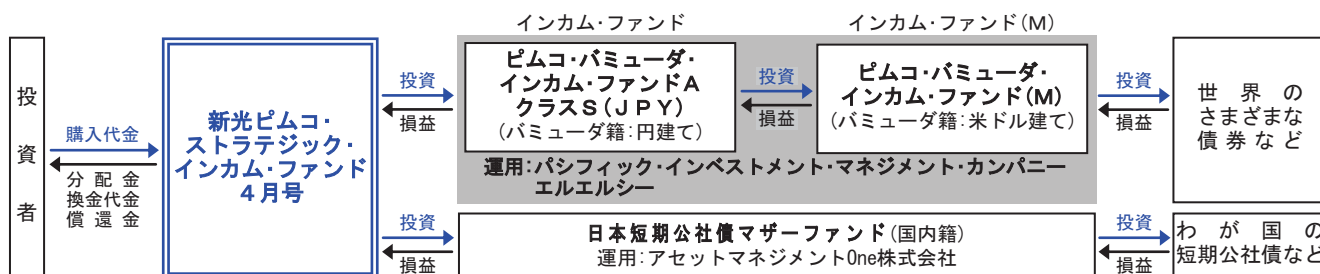 インカム・ファンド
インカム・ファンド(M)
投資者
購入代金
分配金
換金代金
償還金
新光ピムコ・
ストラテジック・
インカム・ファンド
4月号
投資
損益
ピムコ・バミューダ・
インカム・ファンドA
クラスS(JPY)
(バミューダ籍:円建て)
投資
損益
ピムコ・バミューダ・
インカム・ファンド(M)
(バミューダ籍:米ドル建て)
運用:パシフィック・インベストメント・マネジメント・カンパニー
エルエルシー
投資
損益
世界の
さまざまな
債券など
投資
損益
日本短期公社債マザーファンド(国内籍)
運用:アセットマネジメントOne株式会社
投資
損益
わが国の
短期公社債など